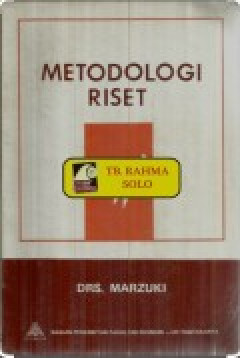 METODOLOGI
RISET
TB. RAHMA
SOLO
DRS. MARZUKI